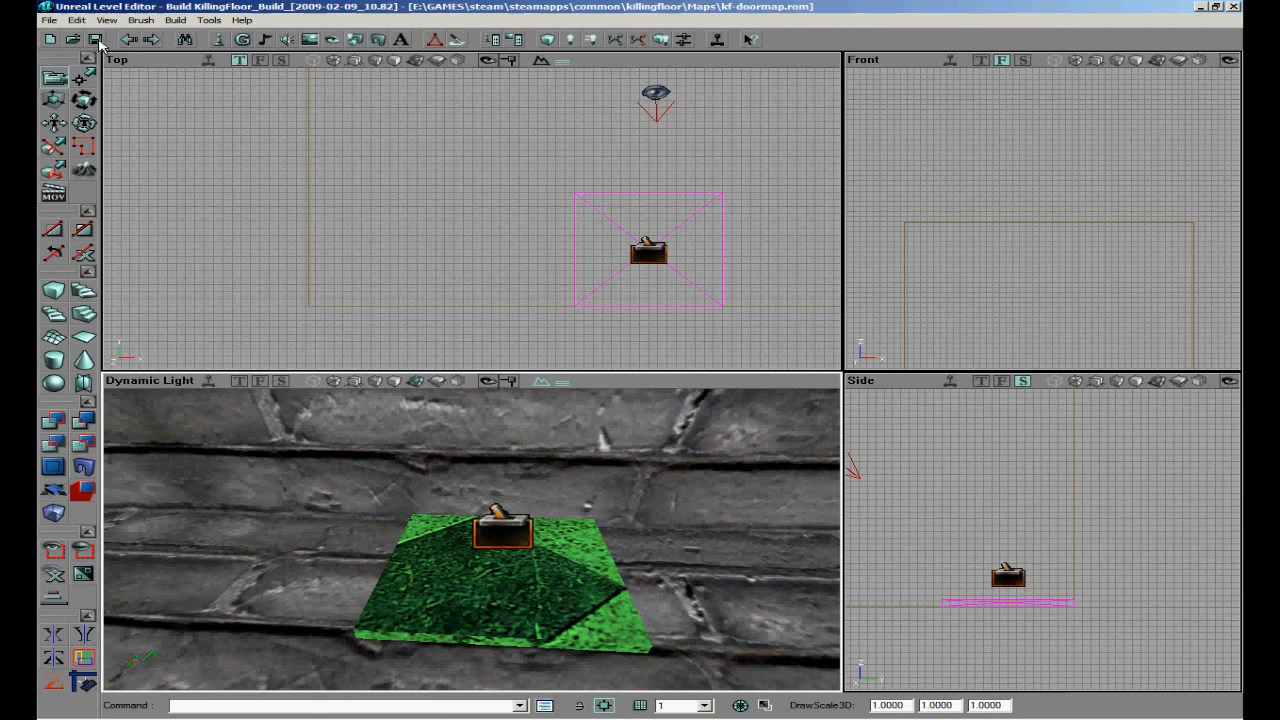 Unreal Level Editor - Build KillingFloor_Build_[2009-02-09_10.82] - [E:\GAMES\steam\steamapps\common\killingfloor\Maps\kf-doormap.rom]
File Edit View Brush Build Tools Help
MOV
Top T F S
Front T F S
Dynamic Light T F S
Side T F S
Command : 1 DrawScale3D: 1.0000 1.0000 1.0000